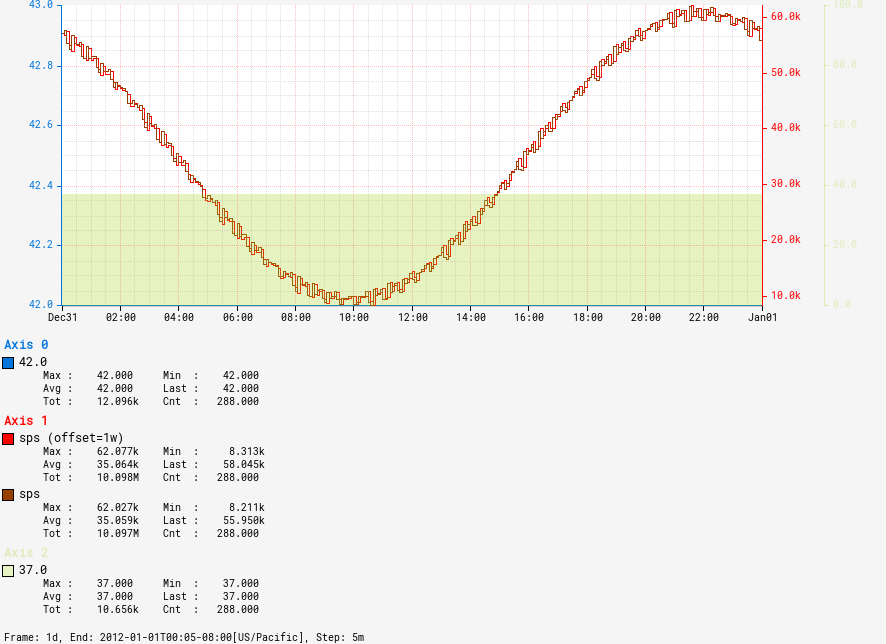 43.0 60.0k 100.0
42.8 50.0k 80.0
42.6 40.0k 60.0
42.4 30.0k 40.0
42.2 20.0k 20.0
42.0 10.0k 0.0
Dec31 02:00 04:00 06:00 08:00 10:00 12:00 14:00 16:00 18:00 20:00 22:00 Jan01
Axis 0
42.0
Max : 42.000 Min : 42.000
Avg : 42.000 Last : 42.000
Tot : 12.096k Cnt : 288.000
Axis 1
sps (offset=1w)
Max : 62.077k Min : 8.313k
Avg : 35.064k Last : 58.045k
Tot : 10.098M Cnt : 288.000
sps
Max : 62.027k Min : 8.211k
Avg : 35.059k Last : 55.950k
Tot : 10.097M Cnt : 288.000
Axis 2
37.0
Max : 37.000 Min : 37.000
Avg : 37.000 Last : 37.000
Tot : 10.656k Cnt : 288.000
Frame: 1d, End: 2012-01-01T00:05-08:00[US/Pacific], Step: 5m